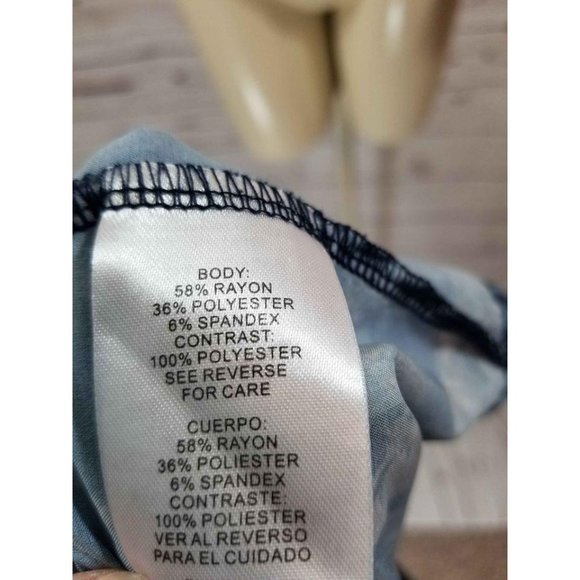 BODY:
58% RAYON
36% POLYESTER
6% SPANDEX
CONTRAST:
100% POLYESTER
SEE REVERSE
FOR CARE
CUERPO:
58% RAYON
36% POLIESTER
6% SPANDEX
CONTRASTE:
100% POLIESTER
VER AL REVERSO
PARA EL CUIDADO